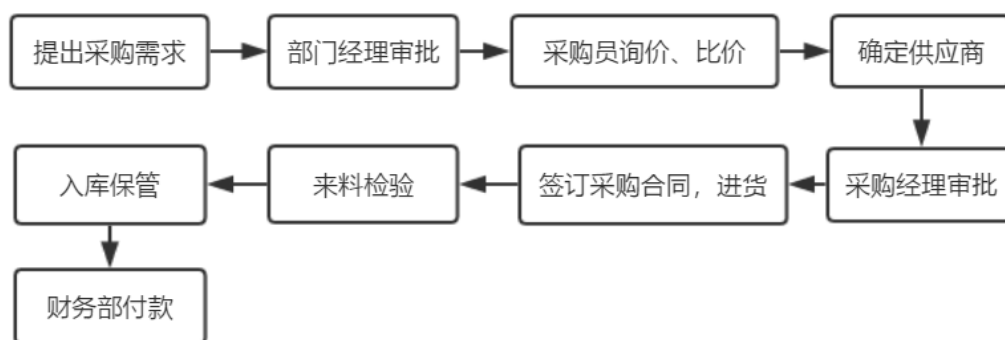 提出采购需求
部门经理审批
采购员询价、比价
确定供应商
采购经理审批
签订采购合同，进货
来料检验
入库保管
财务部付款